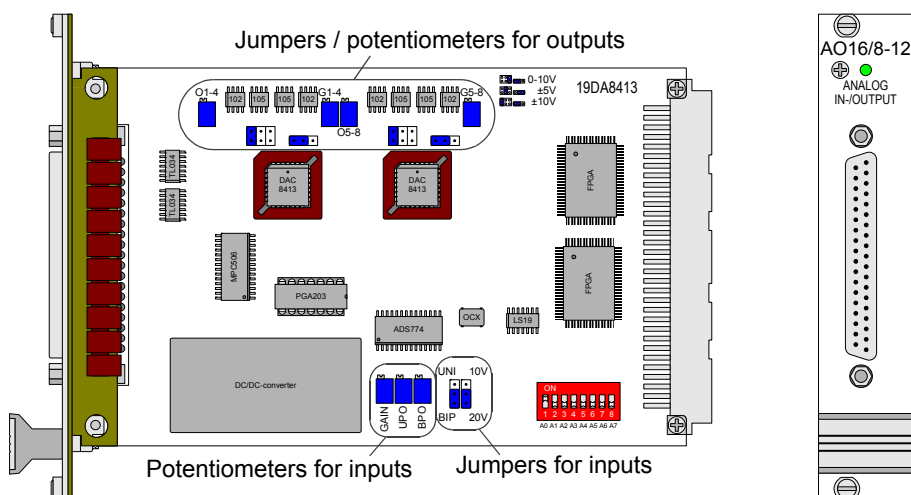 Jumpers / potentiometers for outputs
O1-4
102
105
105
102
G1-4
O5-8
102
102
105
102
G5-8
0-10V
±5V
±10V
19DA8413
TL034
TL034
DAC
8413
DAC
8413
FPGA
FPGA
MPC506
PGA203
ADS774
OCX
LS19
DC/DC-converter
GAIN
UPO
BPO
UNI
10V
BIP
20V
ON
1 2 3 4 5 6 7 8
A0 A1 A2 A3 A4 A5 A6 A7
Potentiometers for inputs
Jumpers for inputs
AO16/8-12
ANALOG
IN-/OUTPUT